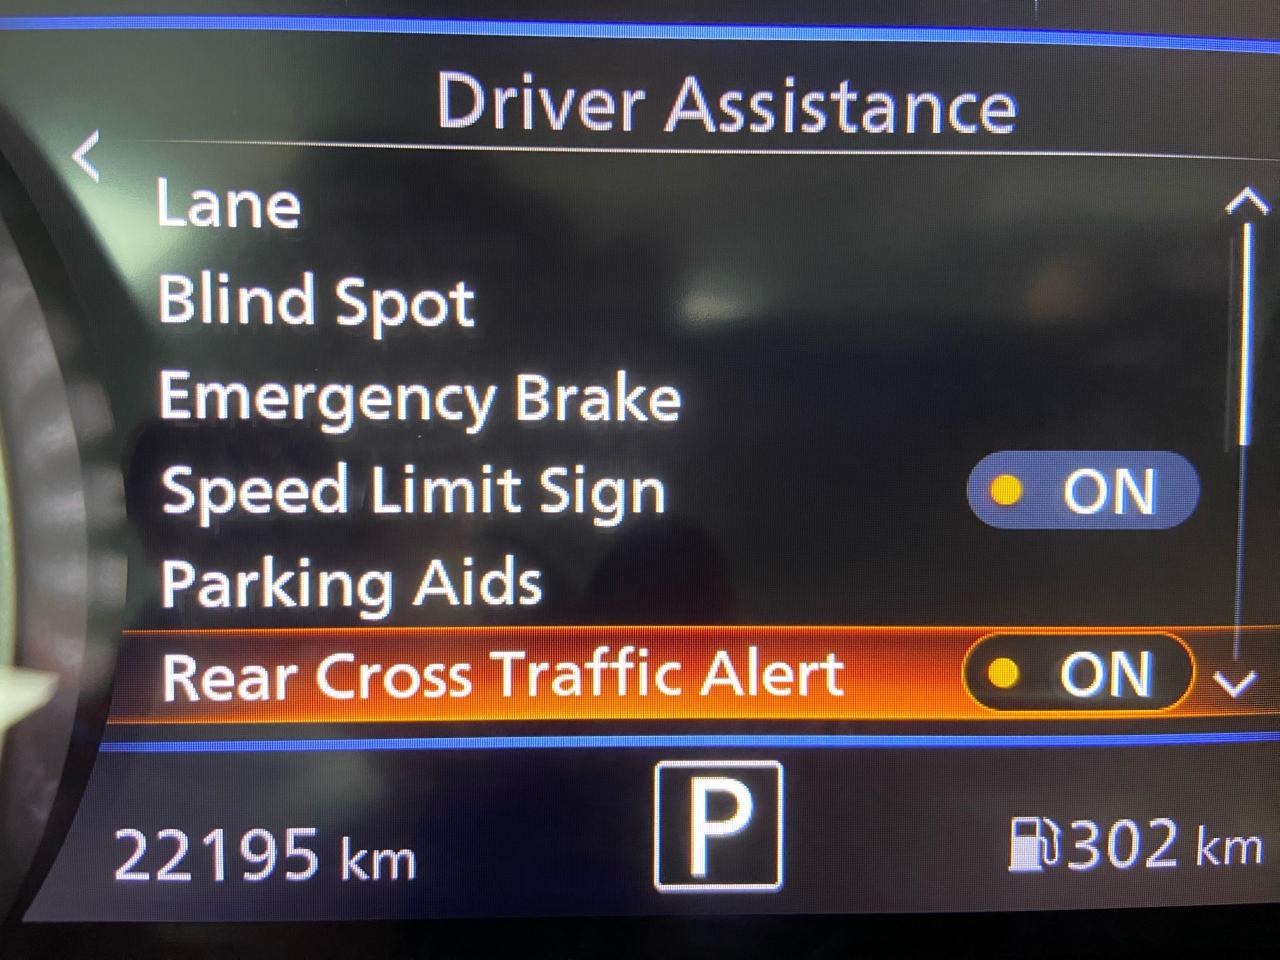 Driver Assistance
Lane
Blind Spot
Emergency Brake
Speed Limit Sign ON
Parking Aids
Rear Cross Traffic Alert ON
22195 km P 302 km